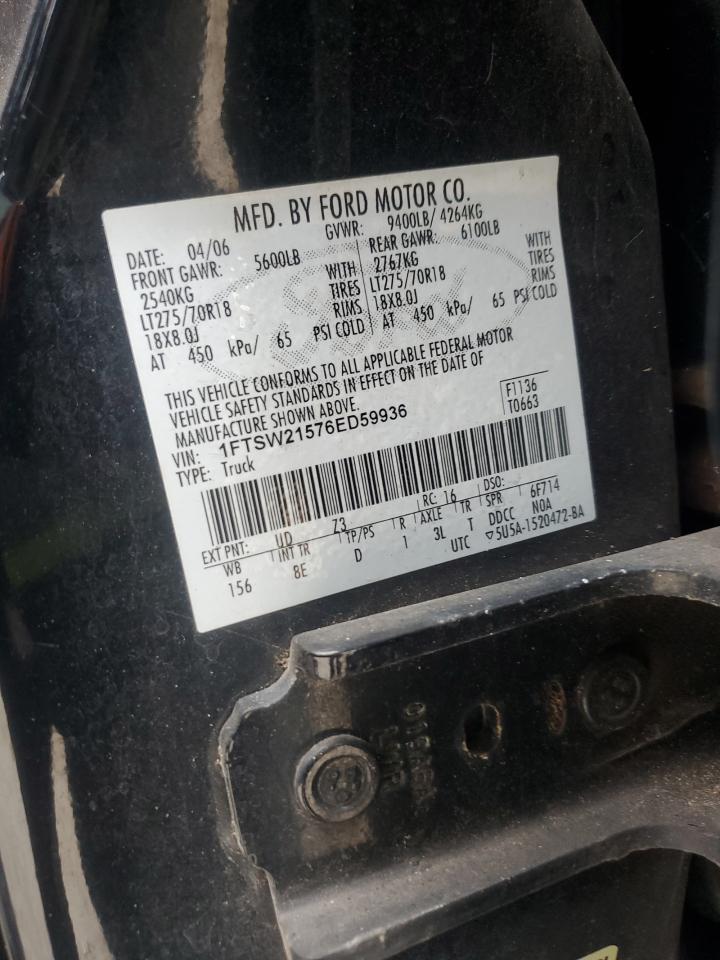 MFD. BY FORD MOTOR CO.
DATE: 04/06 GVWR: 9400LB/ 4264KG
FRONT GAWR: 5600LB REAR GAWR: 6100LB
2540KG WITH 2767KG WITH
LT275/70R18 TIRES LT275/70R18 TIRES
18X8.0J RIMS 18X8.0J RIMS
AT 450 kPa/ 65 PSI COLD AT 450 kPa/ 65 PSI COLD
THIS VEHICLE CONFORMS TO ALL APPLICABLE FEDERAL MOTOR
VEHICLE SAFETY STANDARDS IN EFFECT ON THE DATE OF
MANUFACTURE SHOWN ABOVE.
VIN: 1FTSW21576ED59936 F1136
TYPE: Truck T0663
EXT PNT: UD Z3 RC: 16 DSO: 6F714
WB INT TR TP/PS R AXLE TR SPR NOA
156 8E D 1 3L T DDCC
UTC ▽5U5A-1520472-BA